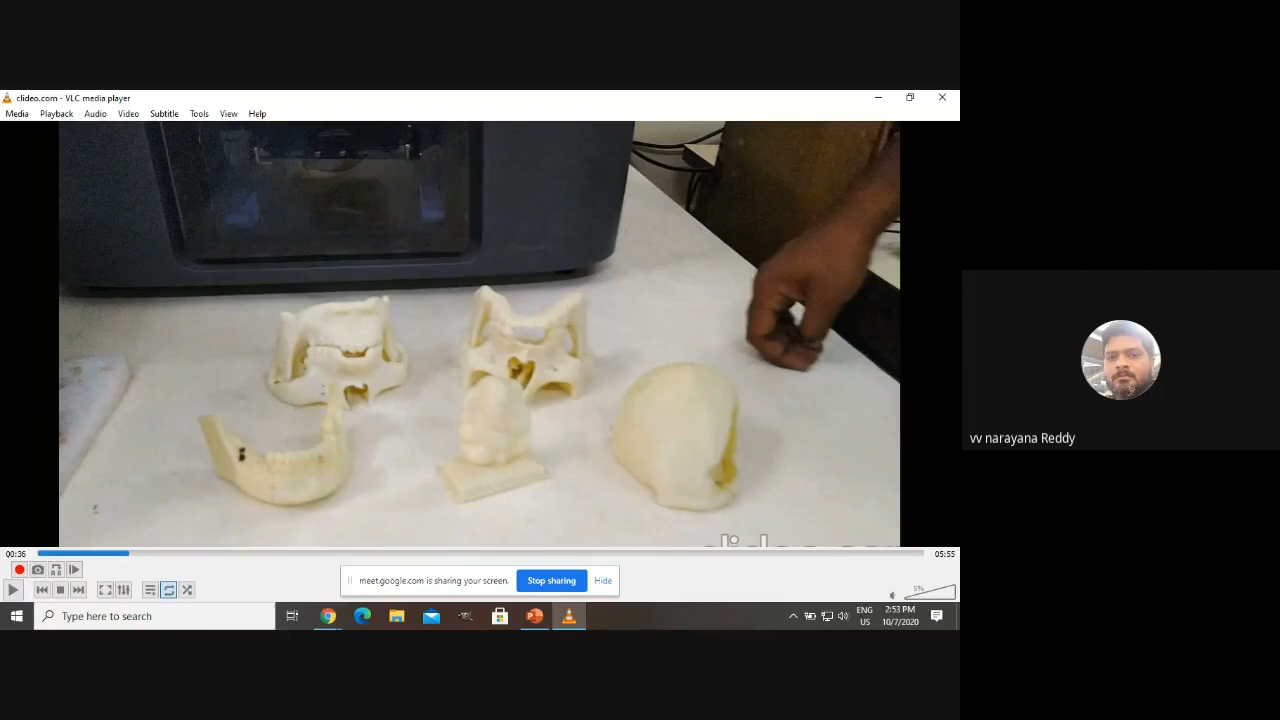 clideo.com - VLC media player
Media Playback Audio Video Subtitle Tools View Help
vv narayana Reddy
00:36
05:55
meet.google.com is sharing your screen.
Stop sharing
Hide
5%
Type here to search
ENG
US
2:53 PM
10/7/2020